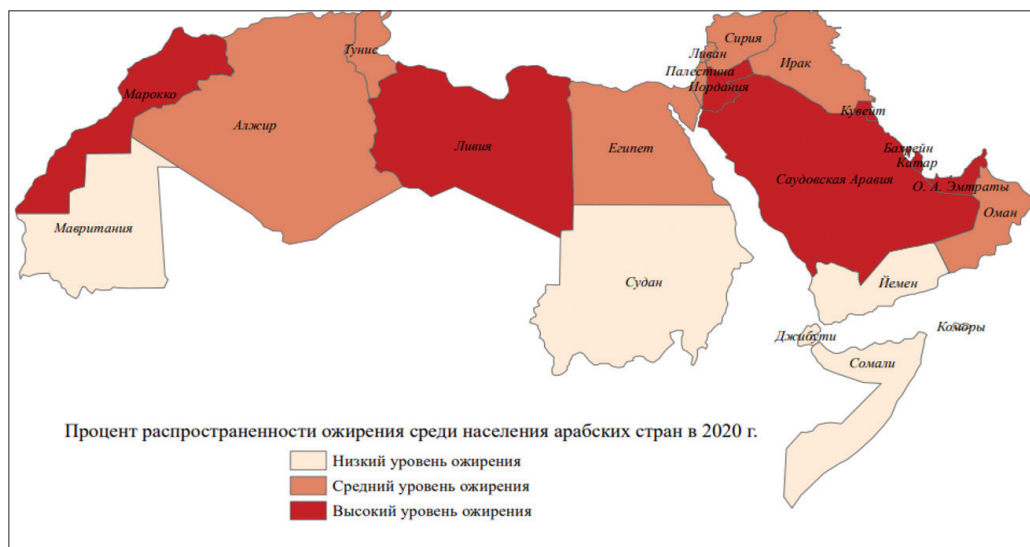 Тунис
Сирия
Ливан
Палестина
Ирак
Иордания
Марокко
Кувейт
Алжир
Ливия
Египет
Бахрейн
Катар
Саудовская Аравия
О. А. Эмтраты
Оман
Мавритания
Судан
Йемен
Коморы
Джибути
Сомали
Процент распространенности ожирения среди населения арабских стран в 2020 г.
Низкий уровень ожирения
Средний уровень ожирения
Высокий уровень ожирения